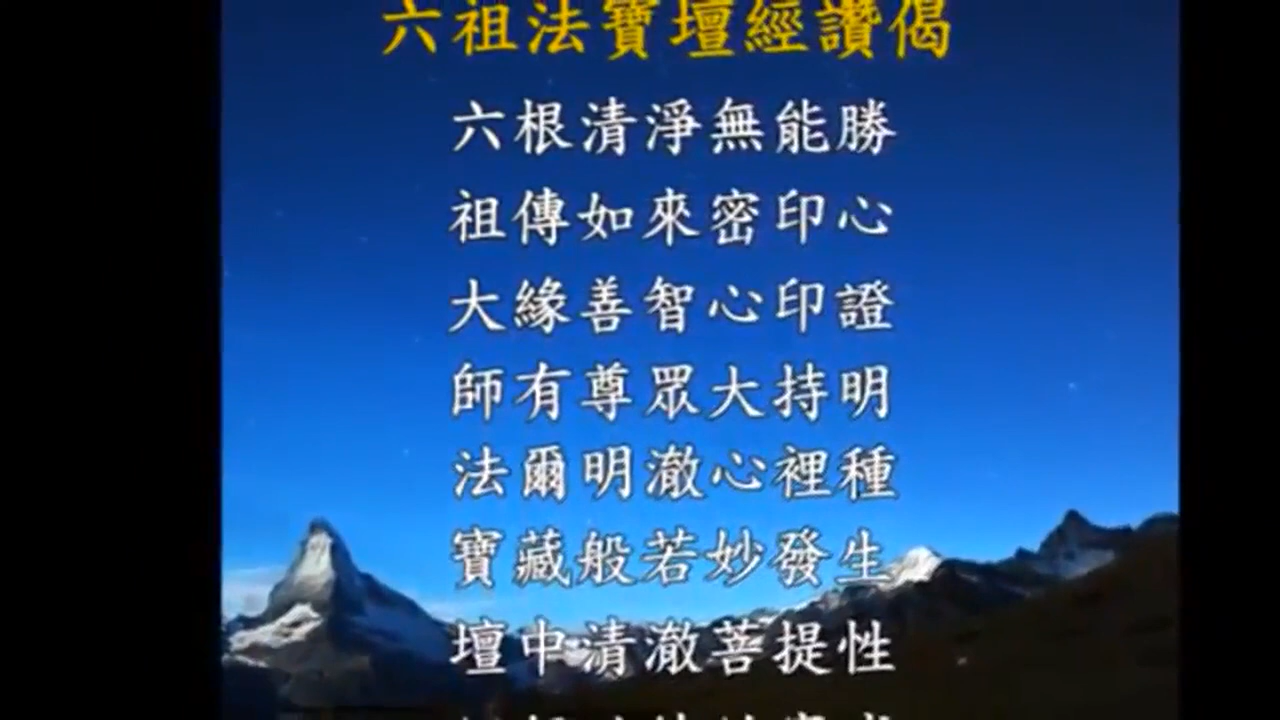 六祖法寶壇經讚偈
六根清淨無能勝
祖傳如來密印心
大緣善智心印證
師有尊眾大持明
法爾明澈心裡種
寶藏般若妙發生
壇中清澈菩提性